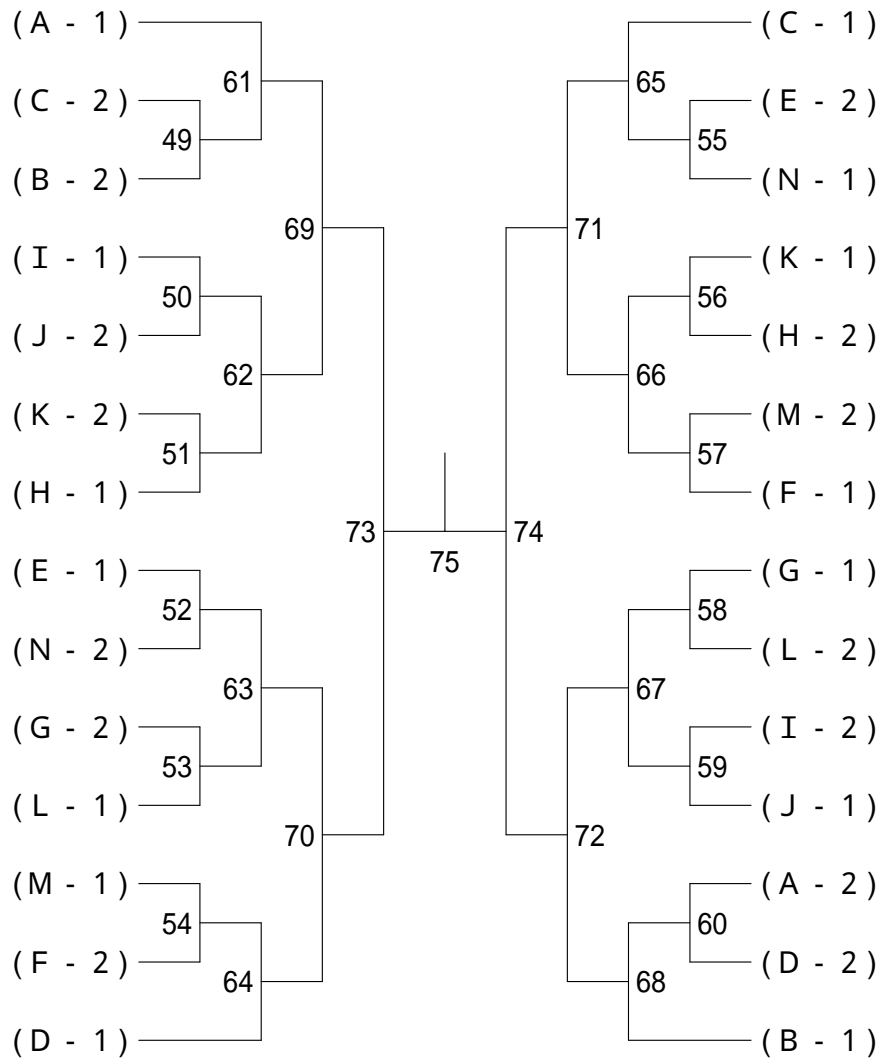 ( A - 1 ) ( C - 1 )
61 65
( C - 2 ) ( E - 2 )
49 55
( B - 2 ) ( N - 1 )
69 71
( I - 1 ) ( K - 1 )
50 56
( J - 2 ) ( H - 2 )
62 66
( K - 2 ) ( M - 2 )
51 57
( H - 1 ) ( F - 1 )
73 74
75
( E - 1 ) ( G - 1 )
52 58
( N - 2 ) ( L - 2 )
63 67
( G - 2 ) ( I - 2 )
53 59
( L - 1 ) ( J - 1 )
70 72
( M - 1 ) ( A - 2 )
54 60
( F - 2 ) ( D - 2 )
64 68
( D - 1 ) ( B - 1 )